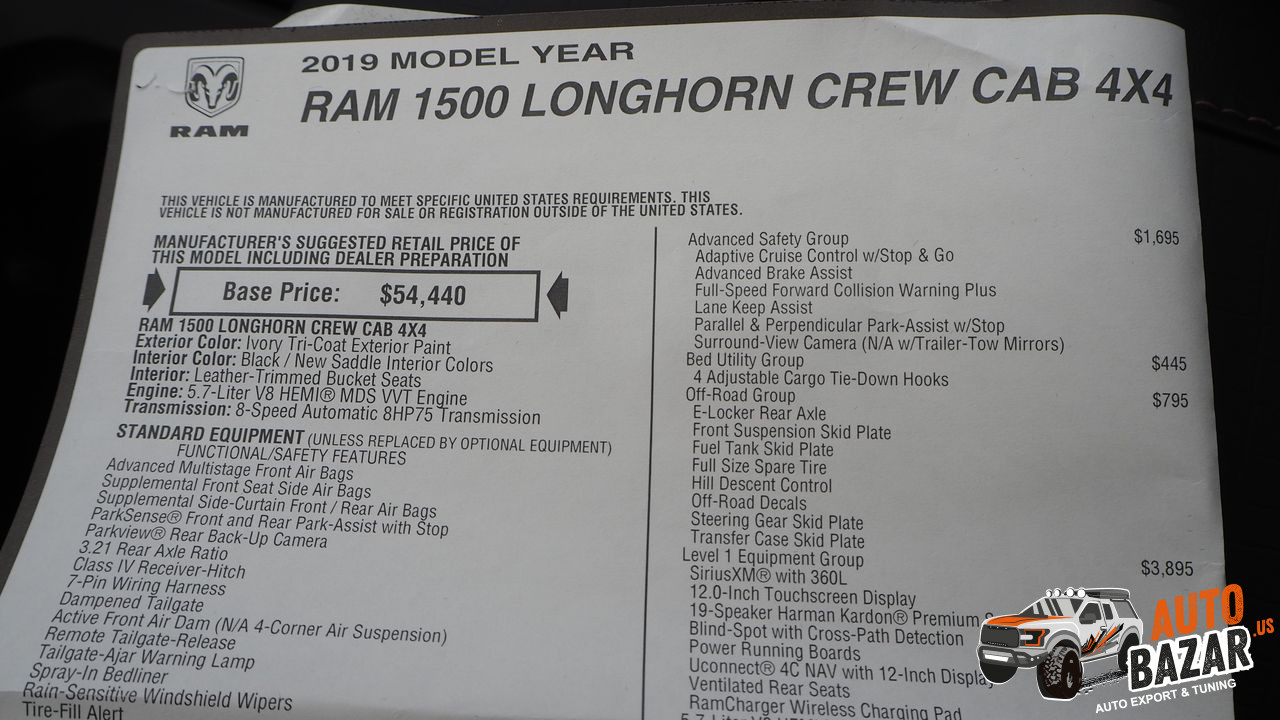 RAM
2019 MODEL YEAR
RAM 1500 LONGHORN CREW CAB 4X4
THIS VEHICLE IS MANUFACTURED TO MEET SPECIFIC UNITED STATES REQUIREMENTS. THIS
VEHICLE IS NOT MANUFACTURED FOR SALE OR REGISTRATION OUTSIDE OF THE UNITED STATES.
MANUFACTURER'S SUGGESTED RETAIL PRICE OF
THIS MODEL INCLUDING DEALER PREPARATION
Base Price: $54,440
RAM 1500 LONGHORN CREW CAB 4X4
Exterior Color: Ivory Tri-Coat Exterior Paint
Interior Color: Black / New Saddle Interior Colors
Interior: Leather-Trimmed Bucket Seats
Engine: 5.7-Liter V8 HEMI® MDS VVT Engine
Transmission: 8-Speed Automatic 8HP75 Transmission
STANDARD EQUIPMENT (UNLESS REPLACED BY OPTIONAL EQUIPMENT)
FUNCTIONAL/SAFETY FEATURES
Advanced Multistage Front Air Bags
Supplemental Front Seat Side Air Bags
Supplemental Side-Curtain Front / Rear Air Bags
ParkSense® Front and Rear Park-Assist with Stop
Parkview® Rear Back-Up Camera
3.21 Rear Axle Ratio
Class IV Receiver-Hitch
7-Pin Wiring Harness
Dampened Tailgate
Active Front Air Dam (N/A 4-Corner Air Suspension)
Remote Tailgate-Release
Tailgate-Ajar Warning Lamp
Spray-In Bedliner
Rain-Sensitive Windshield Wipers
Tire-Fill Alert
Advanced Safety Group $1,695
Adaptive Cruise Control w/Stop & Go
Advanced Brake Assist
Full-Speed Forward Collision Warning Plus
Lane Keep Assist
Parallel & Perpendicular Park-Assist w/Stop
Surround-View Camera (N/A w/Trailer-Tow Mirrors)
Bed Utility Group $445
4 Adjustable Cargo Tie-Down Hooks
Off-Road Group $795
E-Locker Rear Axle
Front Suspension Skid Plate
Fuel Tank Skid Plate
Full Size Spare Tire
Hill Descent Control
Off-Road Decals
Steering Gear Skid Plate
Transfer Case Skid Plate
Level 1 Equipment Group $3,895
SiriusXM® with 360L
12.0-Inch Touchscreen Display
19-Speaker Harman Kardon® Premium
Blind-Spot with Cross-Path Detection
Power Running Boards
Uconnect® 4C NAV with 12-Inch Display
Ventilated Rear Seats
RamCharger Wireless Charging Pad
5.7-Liter V8
AUTO
BAZAR.us
AUTO EXPORT & TUNING